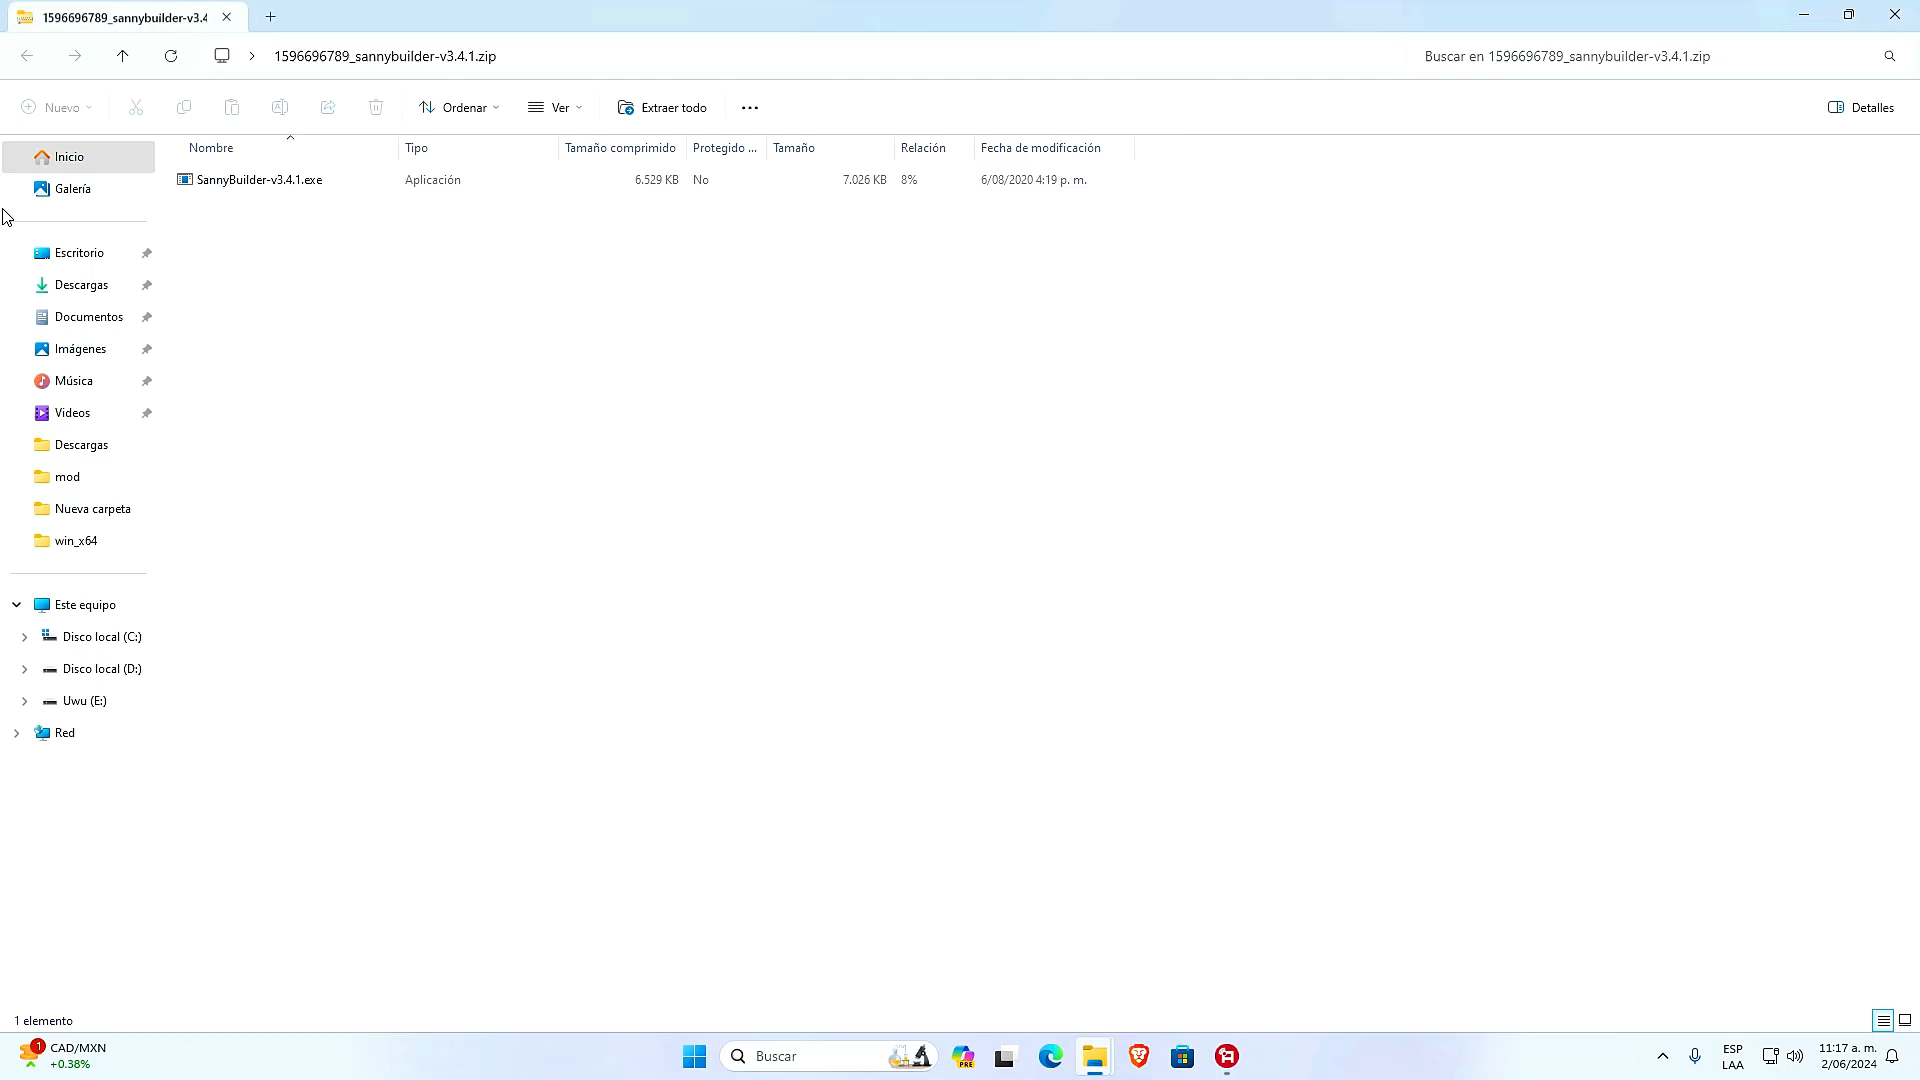 1596696789_sannybuilder-v3.4
1596696789_sannybuilder-v3.4.1.zip
Buscar en 1596696789_sannybuilder-v3.4.1.zip
Nuevo
Ordenar
Ver
Extraer todo
Detalles
Nombre
Tipo
Tamaño comprimido
Protegido ...
Tamaño
Relación
Fecha de modificación
SannyBuilder-v3.4.1.exe
Aplicación
6.529 KB
No
7.026 KB
8%
6/08/2020 4:19 p. m.
Inicio
Galería
Escritorio
Descargas
Documentos
Imágenes
Música
Videos
Descargas
mod
Nueva carpeta
win_x64
Este equipo
Disco local (C:)
Disco local (D:)
Uwu (E:)
Red
1 elemento
1
CAD/MXN
+0.38%
Buscar
PRE
ESP
LAA
11:17 a. m.
2/06/2024